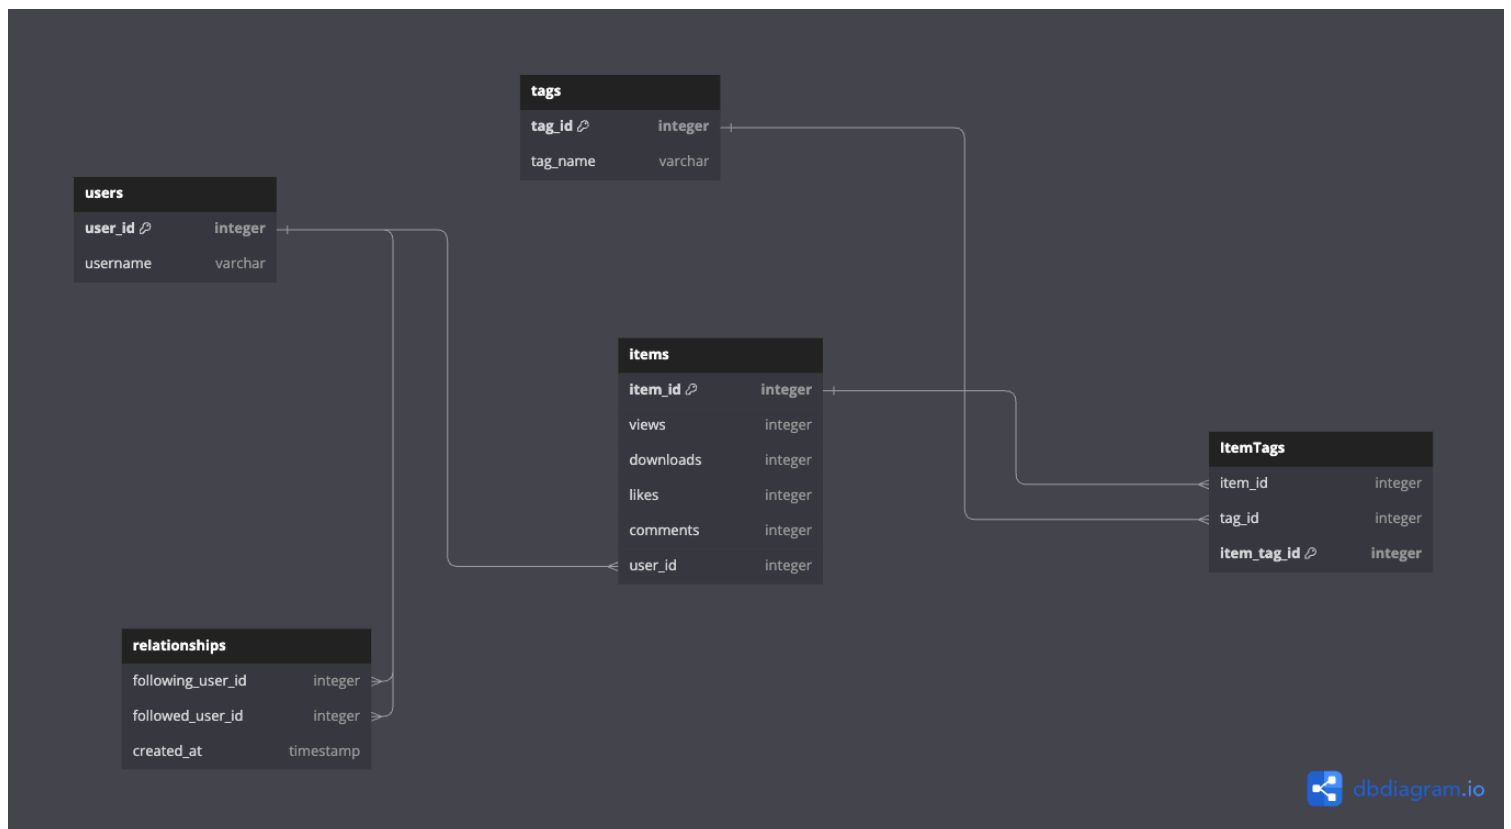 tags
tag_id integer
tag_name varchar
users
user_id integer
username varchar
items
item_id integer
views integer
downloads integer
likes integer
comments integer
user_id integer
ItemTags
item_id integer
tag_id integer
item_tag_id integer
relationships
following_user_id integer
followed_user_id integer
created_at timestamp
dbdiagram.io